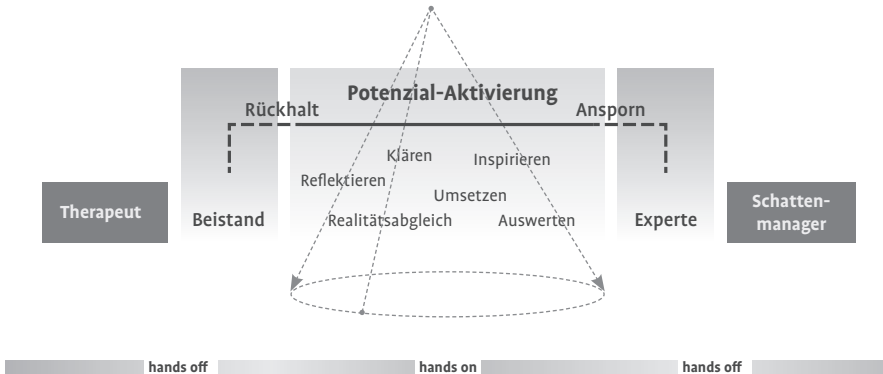 Potenzial-Aktivierung
Rückhalt
Ansporn
Klären
Inspirieren
Reflektieren
Umsetzen
Realitätsabgleich
Auswerten
Therapeut
Beistand
Experte
Schatten-
manager
hands off
hands on
hands off